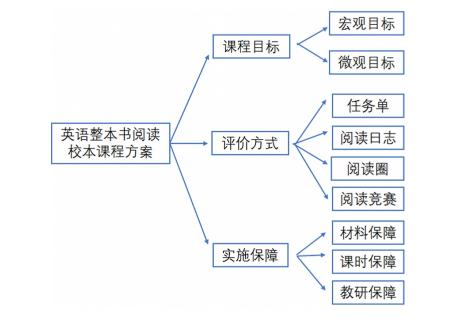 英语整本书阅读
校本课程方案
课程目标
宏观目标
微观目标
评价方式
任务单
阅读日志
阅读圈
阅读竞赛
实施保障
材料保障
课时保障
教研保障